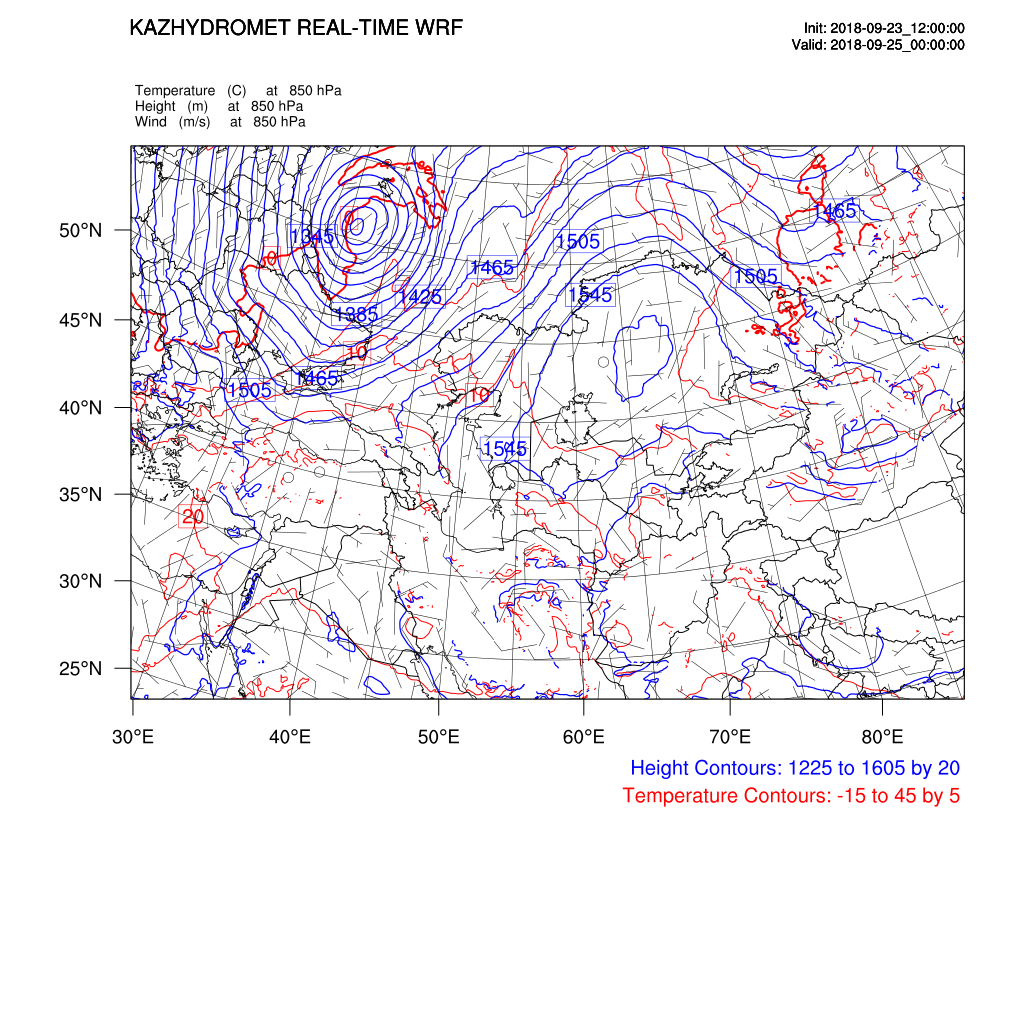 KAZHYDROMET REAL-TIME WRF
Init: 2018-09-23_12:00:00
Valid: 2018-09-25_00:00:00
Temperature (C) at 850 hPa
Height (m) at 850 hPa
Wind (m/s) at 850 hPa
1465
50°N
1345
1505
0
1465
1505
1425
1545
1385
45°N
10
1465
1505
10
40°N
1545
35°N
20
30°N
25°N
30°E 40°E 50°E 60°E 70°E 80°E
Height Contours: 1225 to 1605 by 20
Temperature Contours: -15 to 45 by 5